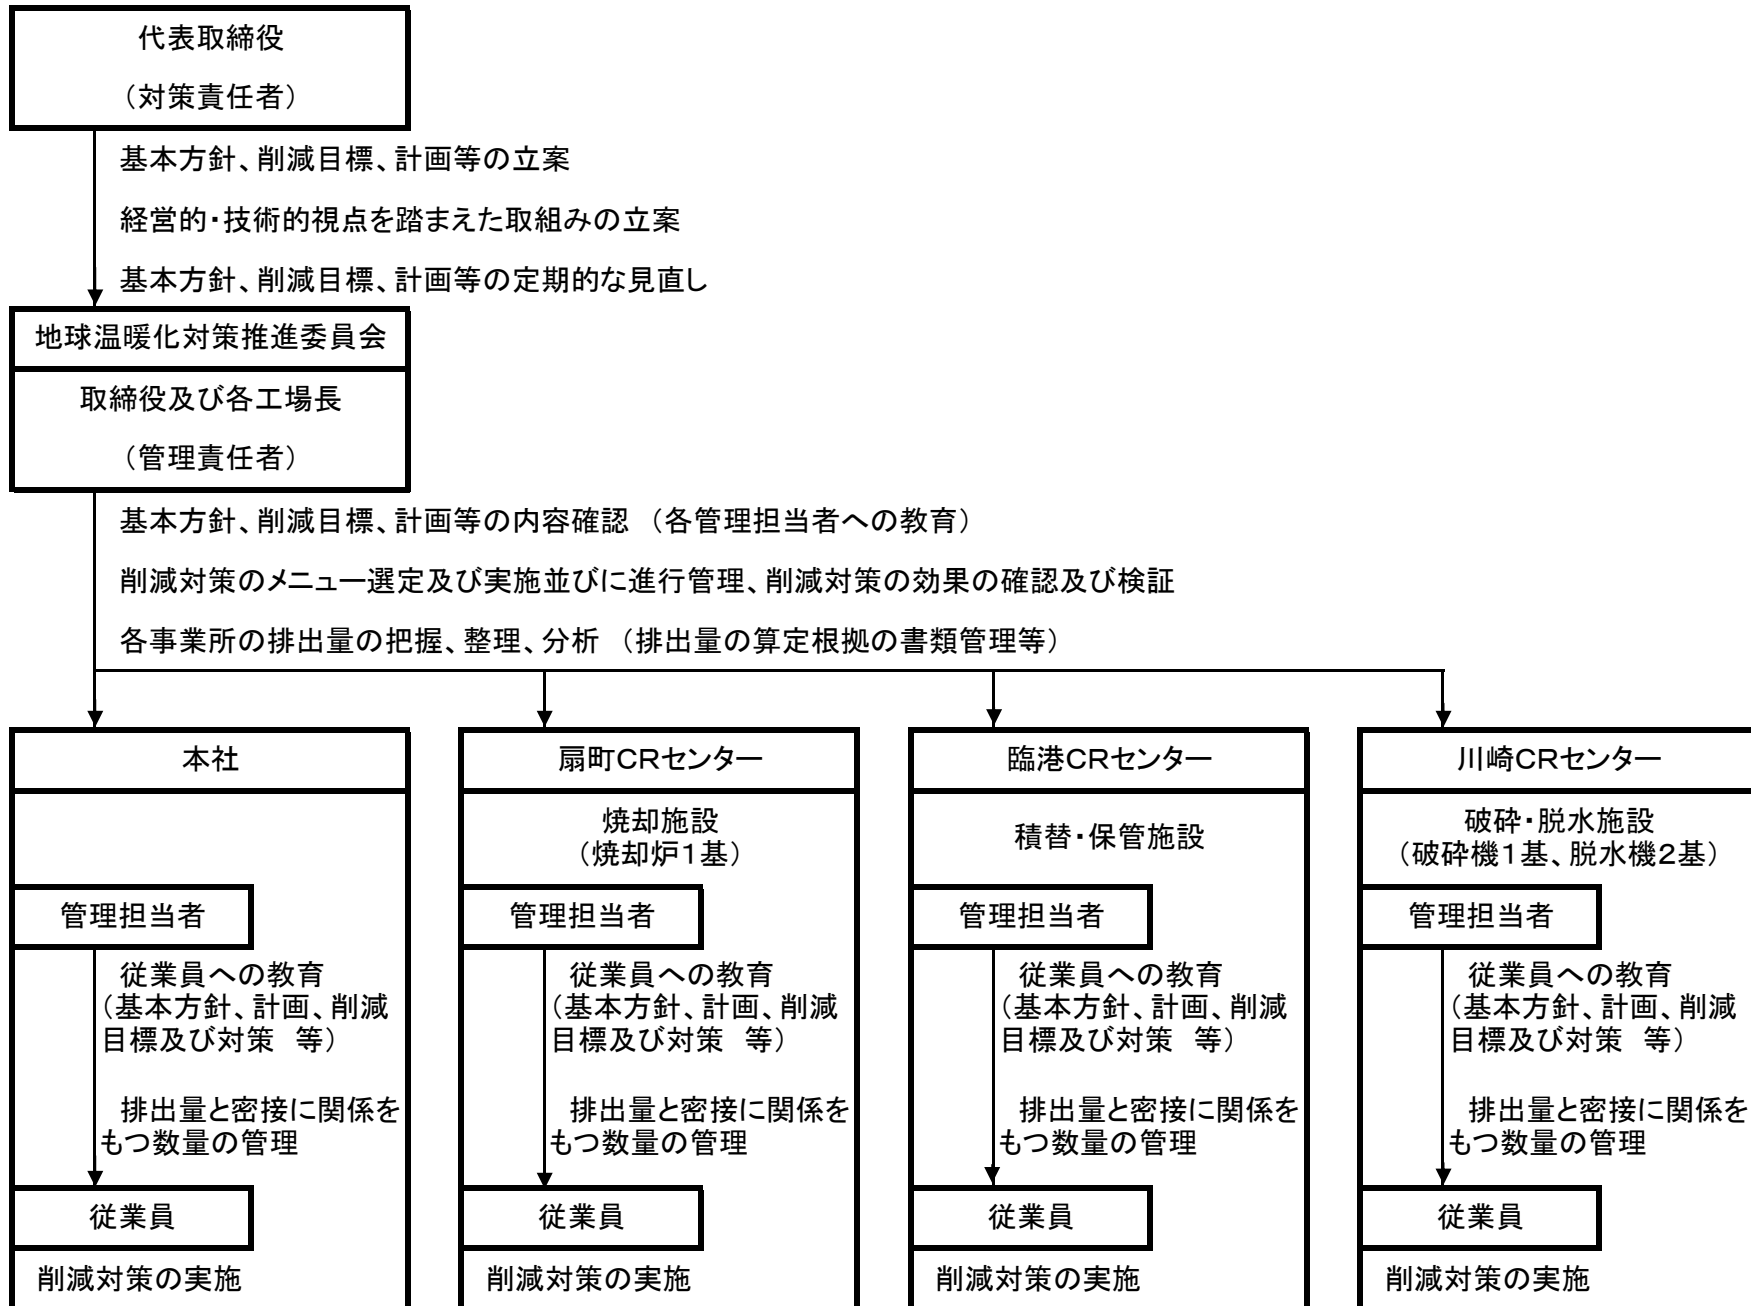 代表取締役
（対策責任者）
基本方針、削減目標、計画等の立案
経営的・技術的視点を踏まえた取組みの立案
基本方針、削減目標、計画等の定期的な見直し
地球温暖化対策推進委員会
取締役及び各工場長
（管理責任者）
基本方針、削減目標、計画等の内容確認　（各管理担当者への教育）
削減対策のメニュー選定及び実施並びに進行管理、削減対策の効果の確認及び検証
各事業所の排出量の把握、整理、分析　（排出量の算定根拠の書類管理等）
本社
管理担当者
従業員への教育
（基本方針、計画、削減
目標及び対策　等）
排出量と密接に関係を
もつ数量の管理
従業員
削減対策の実施
扇町CRセンター
焼却施設
（焼却炉１基）
管理担当者
従業員への教育
（基本方針、計画、削減
目標及び対策　等）
排出量と密接に関係を
もつ数量の管理
従業員
削減対策の実施
臨港CRセンター
積替・保管施設
管理担当者
従業員への教育
（基本方針、計画、削減
目標及び対策　等）
排出量と密接に関係を
もつ数量の管理
従業員
削減対策の実施
川崎CRセンター
破砕・脱水施設
（破砕機１基、脱水機２基）
管理担当者
従業員への教育
（基本方針、計画、削減
目標及び対策　等）
排出量と密接に関係を
もつ数量の管理
従業員
削減対策の実施